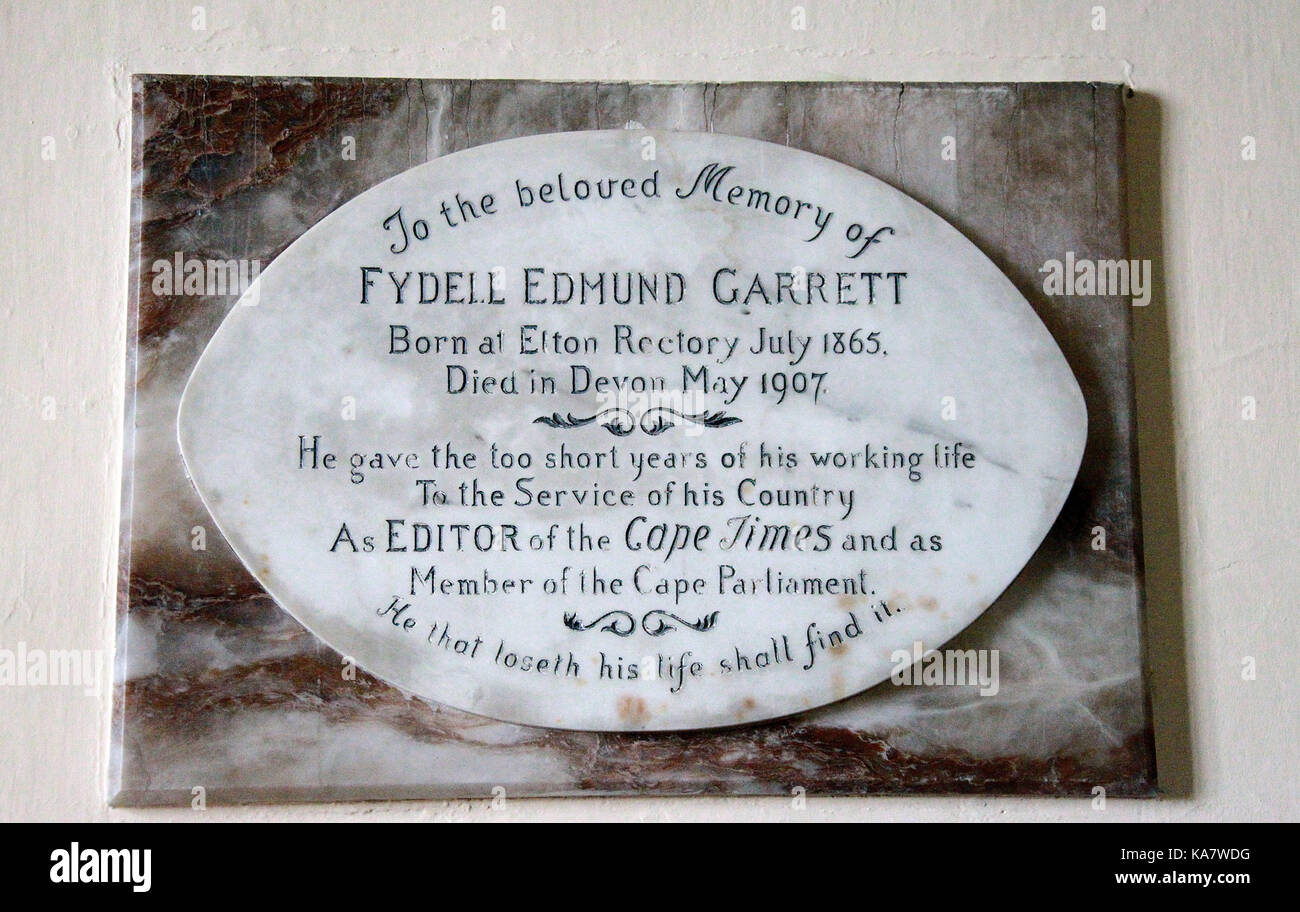 To the beloved Memory of
FYDELL EDMUND GARRETT
Born at Elton Rectory July 1865.
Died in Devon May 1907.
He gave the too short years of his working life
To the Service of his Country
As EDITOR of the Cape Times and as
Member of the Cape Parliament.
He that loseth his life shall find it.
alamy stock photo
a alamy
Image ID: KA7WDG
www.alamy.com